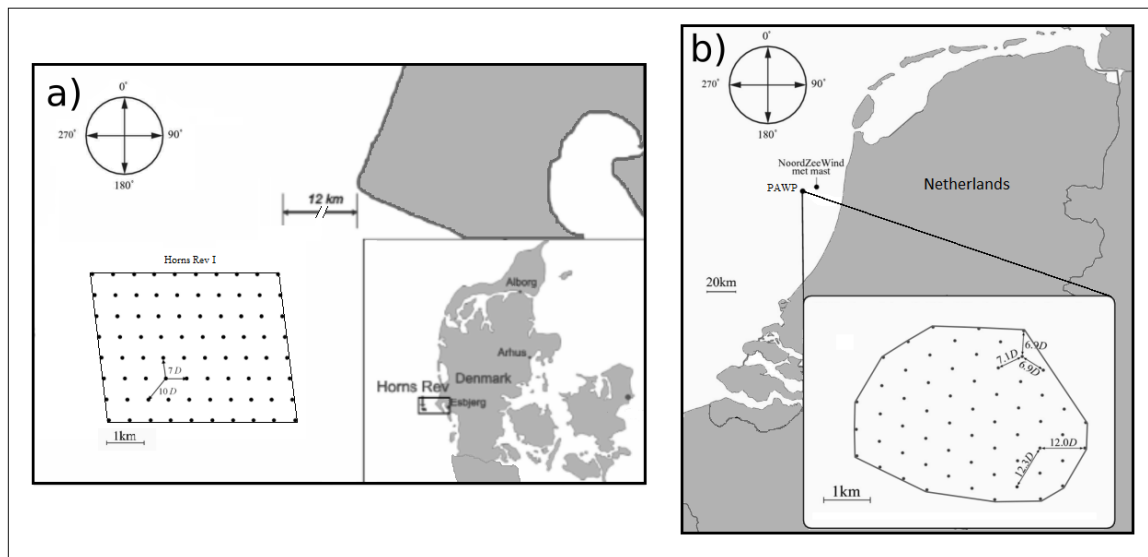 a)
0°
270°
90°
180°
12 km
Horns Rev I
7 D
10 D
1km
Alborg
Arhus
Denmark
Horns Rev
Esbjerg
b)
0°
270°
90°
180°
NoordZeeWind
met mast
PAWP
Netherlands
20km
6.9D
7.1D
6.9D
12.0D
12.3D
1km